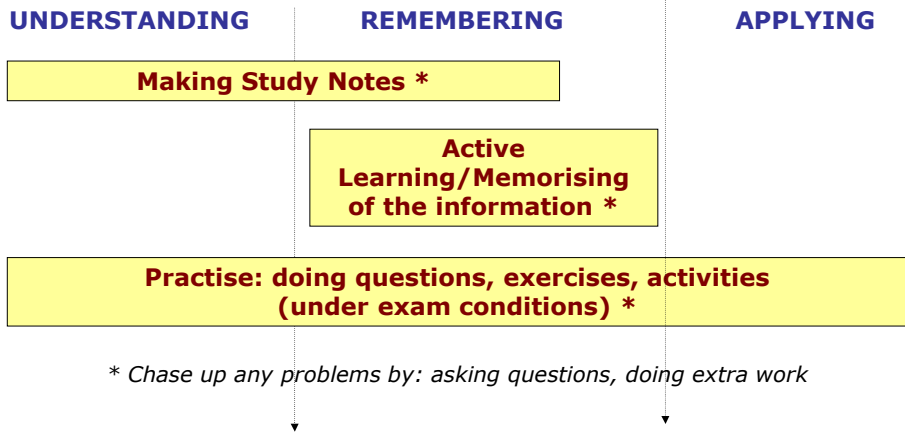 UNDERSTANDING REMEMBERING APPLYING
Making Study Notes *
Active
Learning/Memorising
of the information *
Practise: doing questions, exercises, activities
(under exam conditions) *
* Chase up any problems by: asking questions, doing extra work